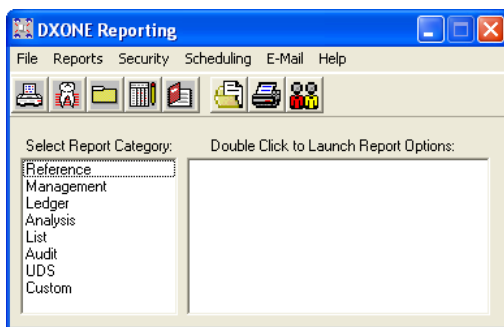 DXONE Reporting
File Reports Security Scheduling E-Mail Help
Select Report Category: Double Click to Launch Report Options:
Reference
Management
Ledger
Analysis
List
Audit
UDS
Custom